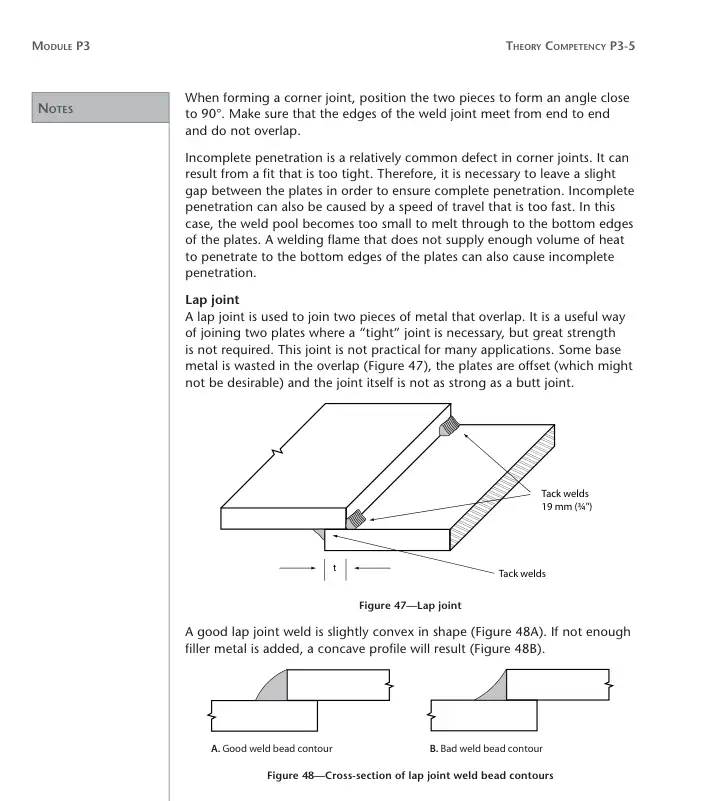 MODULE P3
THEORY COMPETENCY P3-5
NOTES
When forming a corner joint, position the two pieces to form an angle close
to 90°. Make sure that the edges of the weld joint meet from end to end
and do not overlap.
Incomplete penetration is a relatively common defect in corner joints. It can
result from a fit that is too tight. Therefore, it is necessary to leave a slight
gap between the plates in order to ensure complete penetration. Incomplete
penetration can also be caused by a speed of travel that is too fast. In this
case, the weld pool becomes too small to melt through to the bottom edges
of the plates. A welding flame that does not supply enough volume of heat
to penetrate to the bottom edges of the plates can also cause incomplete
penetration.
Lap joint
A lap joint is used to join two pieces of metal that overlap. It is a useful way
of joining two plates where a “tight” joint is necessary, but great strength
is not required. This joint is not practical for many applications. Some base
metal is wasted in the overlap (Figure 47), the plates are offset (which might
not be desirable) and the joint itself is not as strong as a butt joint.
Tack welds
19 mm (¾")
t
Tack welds
Figure 47—Lap joint
A good lap joint weld is slightly convex in shape (Figure 48A). If not enough
filler metal is added, a concave profile will result (Figure 48B).
A. Good weld bead contour
B. Bad weld bead contour
Figure 48—Cross-section of lap joint weld bead contours